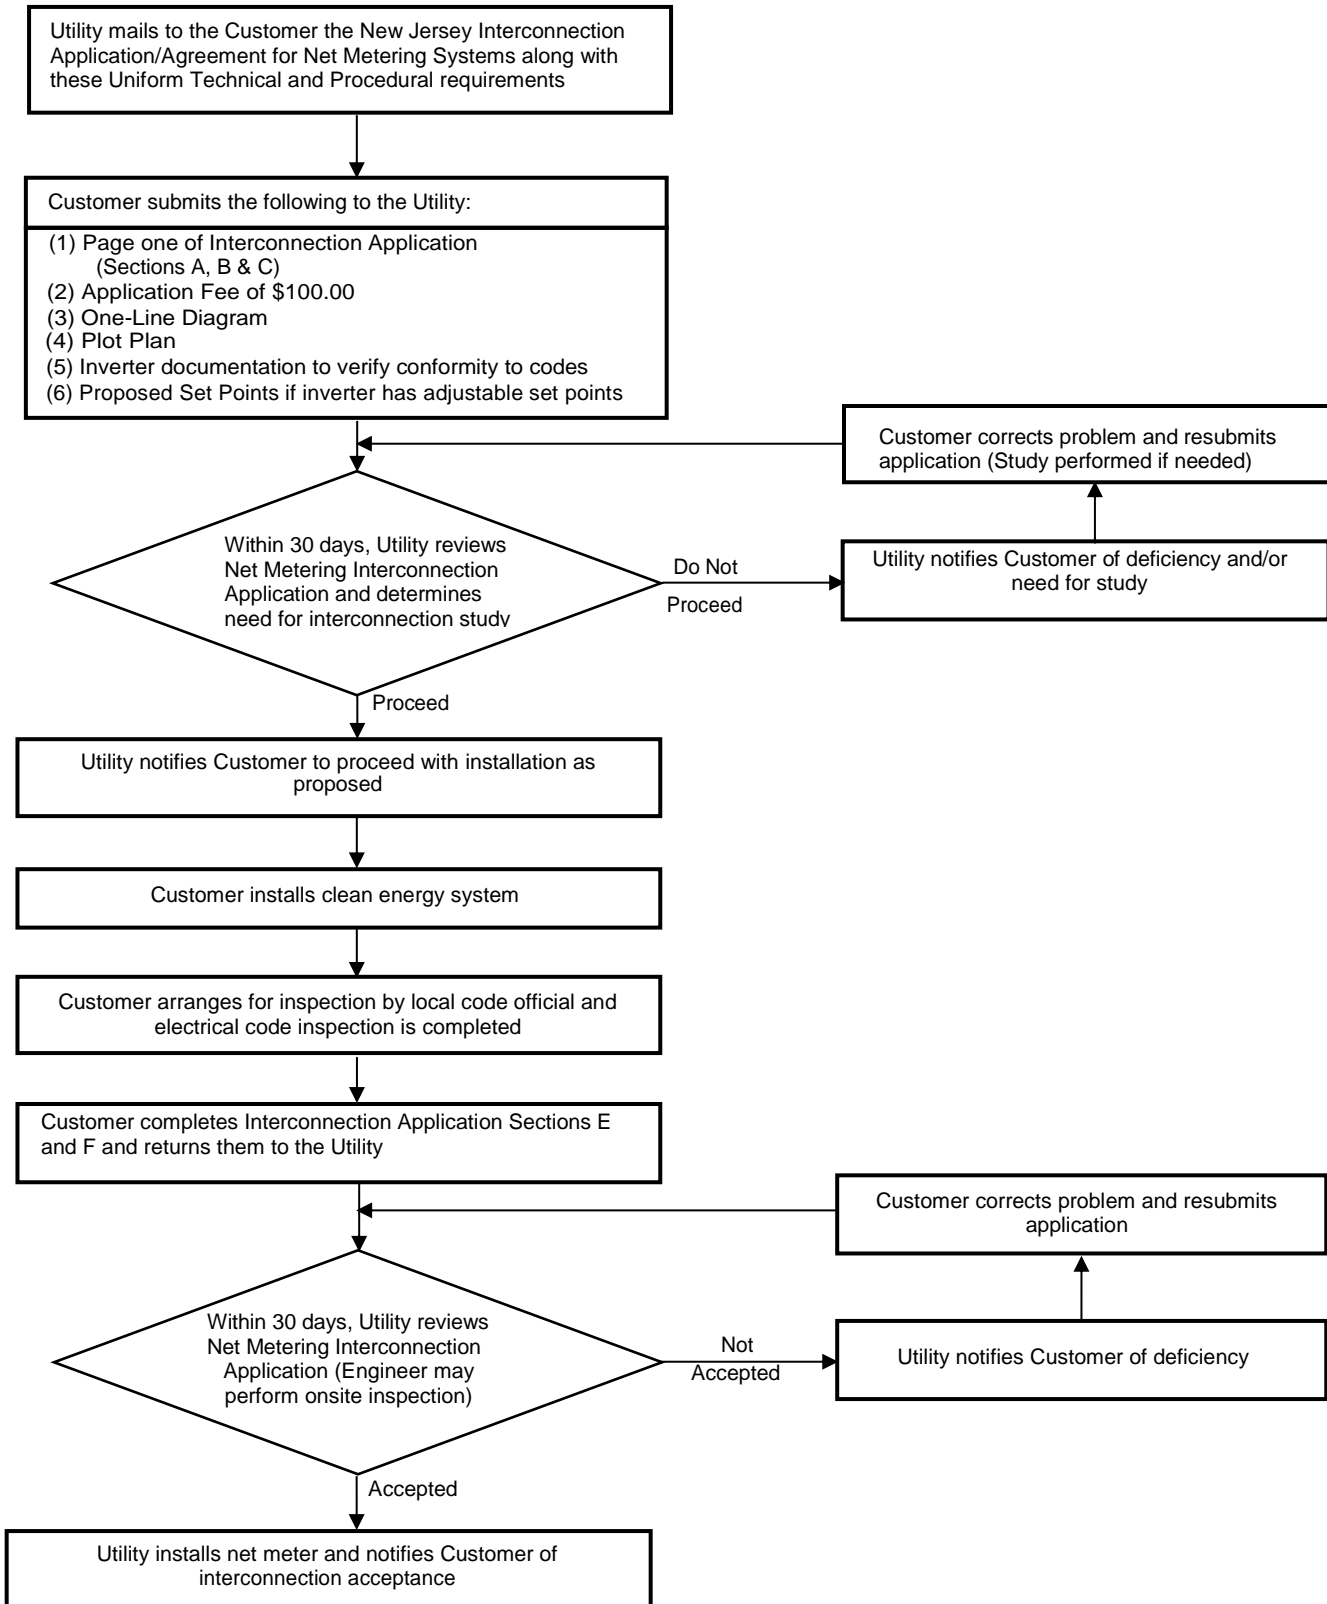 Utility mails to the Customer the New Jersey Interconnection
Application/Agreement for Net Metering Systems along with
these Uniform Technical and Procedural requirements
Customer submits the following to the Utility:
(1) Page one of Interconnection Application
(Sections A, B & C)
(2) Application Fee of $100.00
(3) One-Line Diagram
(4) Plot Plan
(5) Inverter documentation to verify conformity to codes
(6) Proposed Set Points if inverter has adjustable set points
Customer corrects problem and resubmits
application (Study performed if needed)
Within 30 days, Utility reviews
Net Metering Interconnection
Application and determines
need for interconnection study
Do Not
Proceed
Utility notifies Customer of deficiency and/or
need for study
Proceed
Utility notifies Customer to proceed with installation as
proposed
Customer installs clean energy system
Customer arranges for inspection by local code official and
electrical code inspection is completed
Customer completes Interconnection Application Sections E
and F and returns them to the Utility
Customer corrects problem and resubmits
application
Within 30 days, Utility reviews
Net Metering Interconnection
Application (Engineer may
perform onsite inspection)
Not
Accepted
Utility notifies Customer of deficiency
Accepted
Utility installs net meter and notifies Customer of
interconnection acceptance